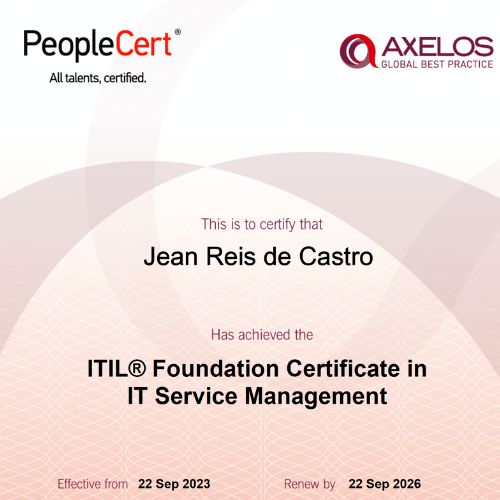 PeopleCert®
All talents, certified.
AXELOS
GLOBAL BEST PRACTICE
This is to certify that
Jean Reis de Castro
Has achieved the
ITIL® Foundation Certificate in
IT Service Management
Effective from 22 Sep 2023 Renew by 22 Sep 2026